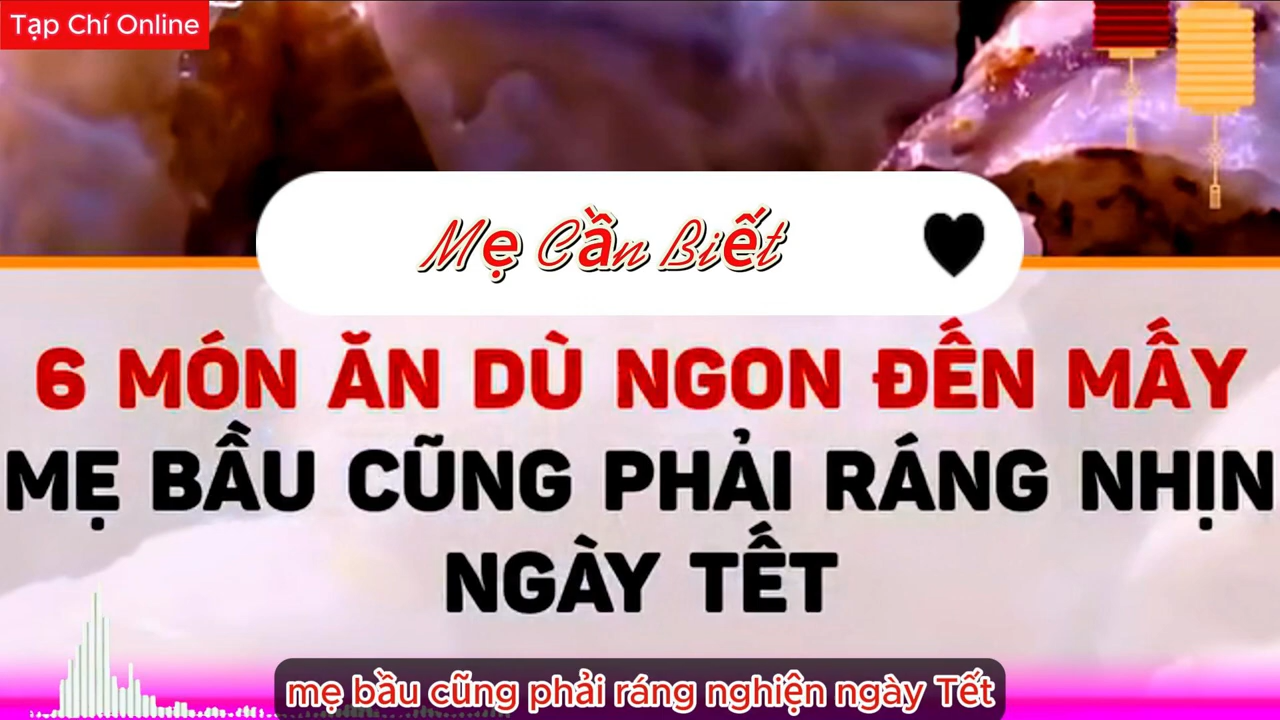 Tạp Chí Online
Mẹ Cần Biết
6 MÓN ĂN DÙ NGON ĐẾN MẤY
MẸ BẦU CŨNG PHẢI RÁNG NHỊN
NGÀY TẾT
mẹ bầu cũng phải ráng nghiện ngày Tết